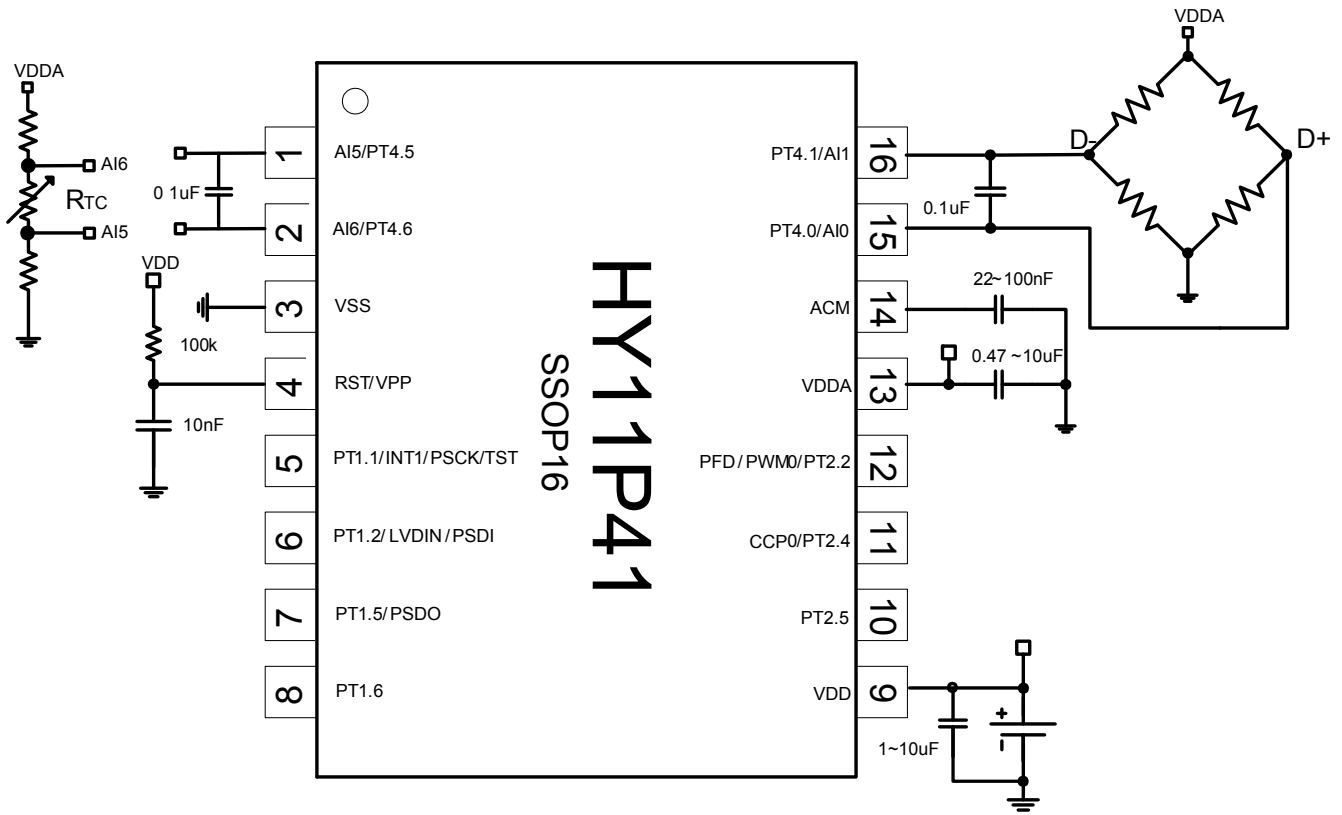 VDDA
AI6
RTC
AI5
VDD
100k
10nF
0 1uF
1
AI5/PT4.5
2
AI6/PT4.6
3
VSS
4
RST/VPP
5
PT1.1/INT1/PSCK/TST
6
PT1.2/LVDIN/PSDI
7
PT1.5/PSDO
8
PT1.6
HY11P41
SSOP16
PT4.1/AI1
16
PT4.0/AI0
15
ACM
14
VDDA
13
PFD/PWM0/PT2.2
12
CCP0/PT2.4
11
PT2.5
10
VDD
9
VDDA
D-
D+
0.1uF
22~100nF
0.47 ~10uF
1~10uF
+
-